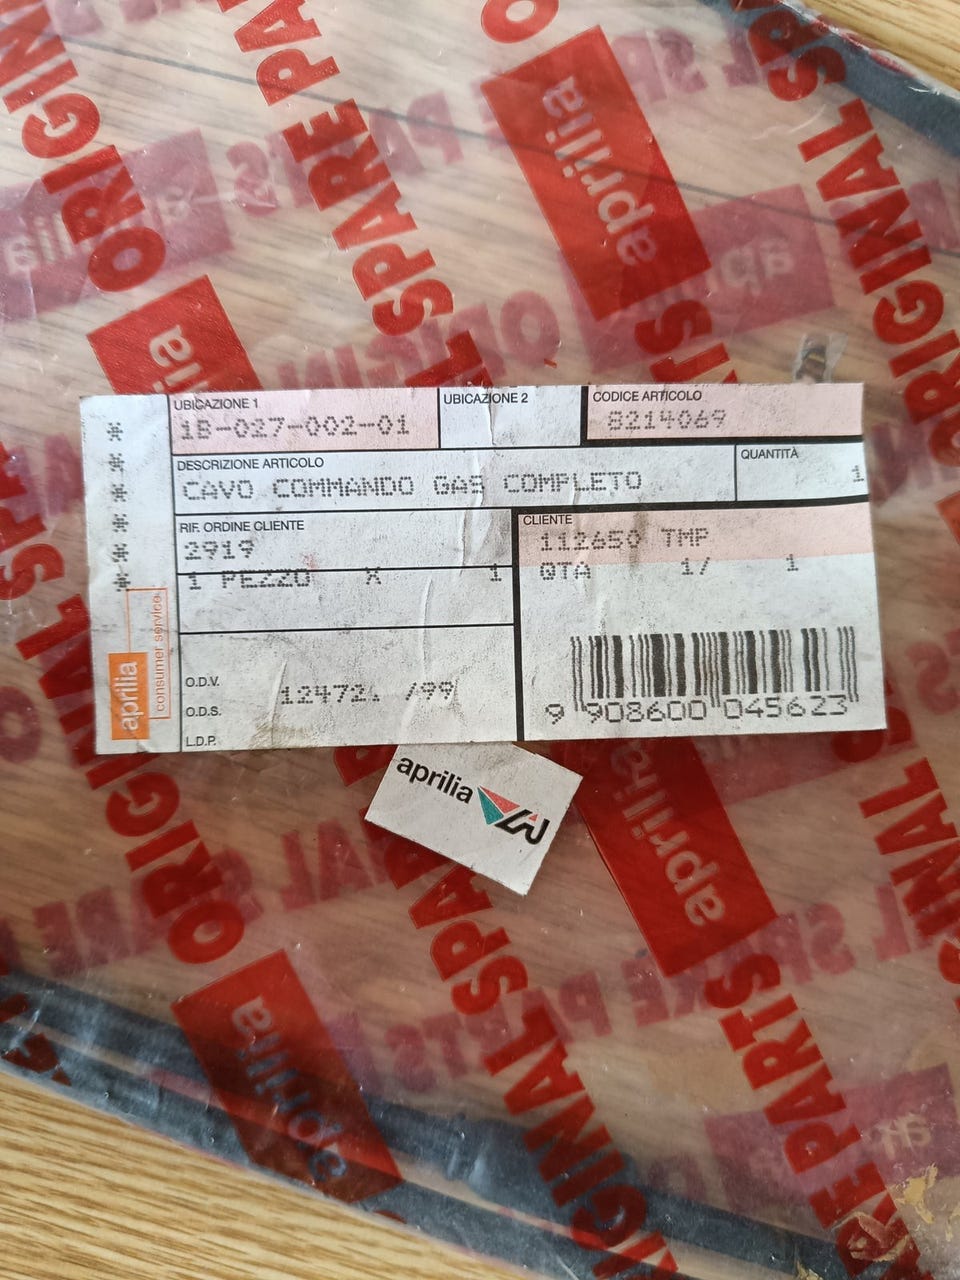 ORIGINAL SPARE PARTS
aprilia
UBICAZIONE 1
1B-027-002-01
UBICAZIONE 2
CODICE ARTICOLO
8214069
DESCRIZIONE ARTICOLO
CAVO COMMANDO GAS COMPLETO
QUANTITÀ
1
RIF. ORDINE CLIENTE
2919
1 PEZZO X 1
CLIENTE
112650 TMP
QTA 1/ 1
O.D.V.
12472. /99
O.D.S.
L.D.P.
9 908600 045623
* * * * * *
aprilia
consumer service
aprilia